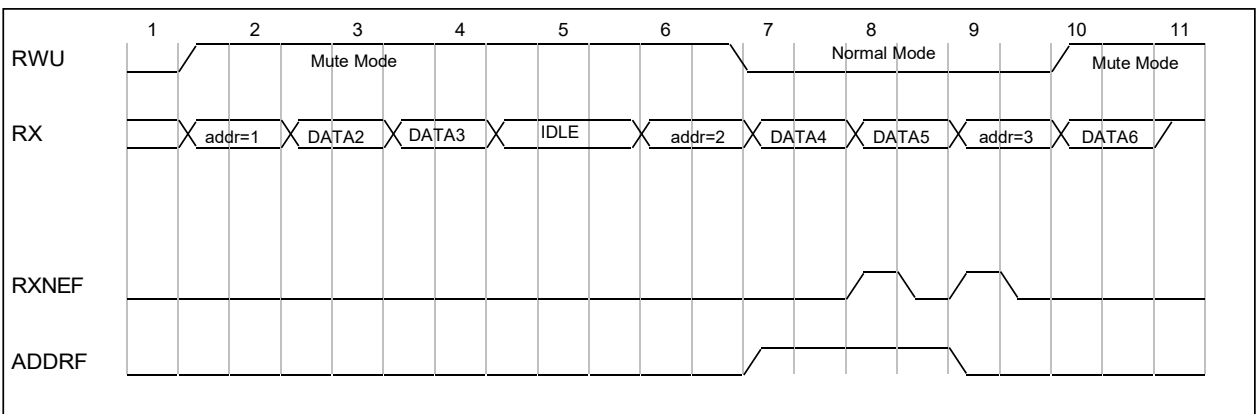 1 2 3 4 5 6 7 8 9 10 11
RWU Mute Mode Normal Mode Mute Mode
RX addr=1 DATA2 DATA3 IDLE addr=2 DATA4 DATA5 addr=3 DATA6
RXNEF
ADDRF